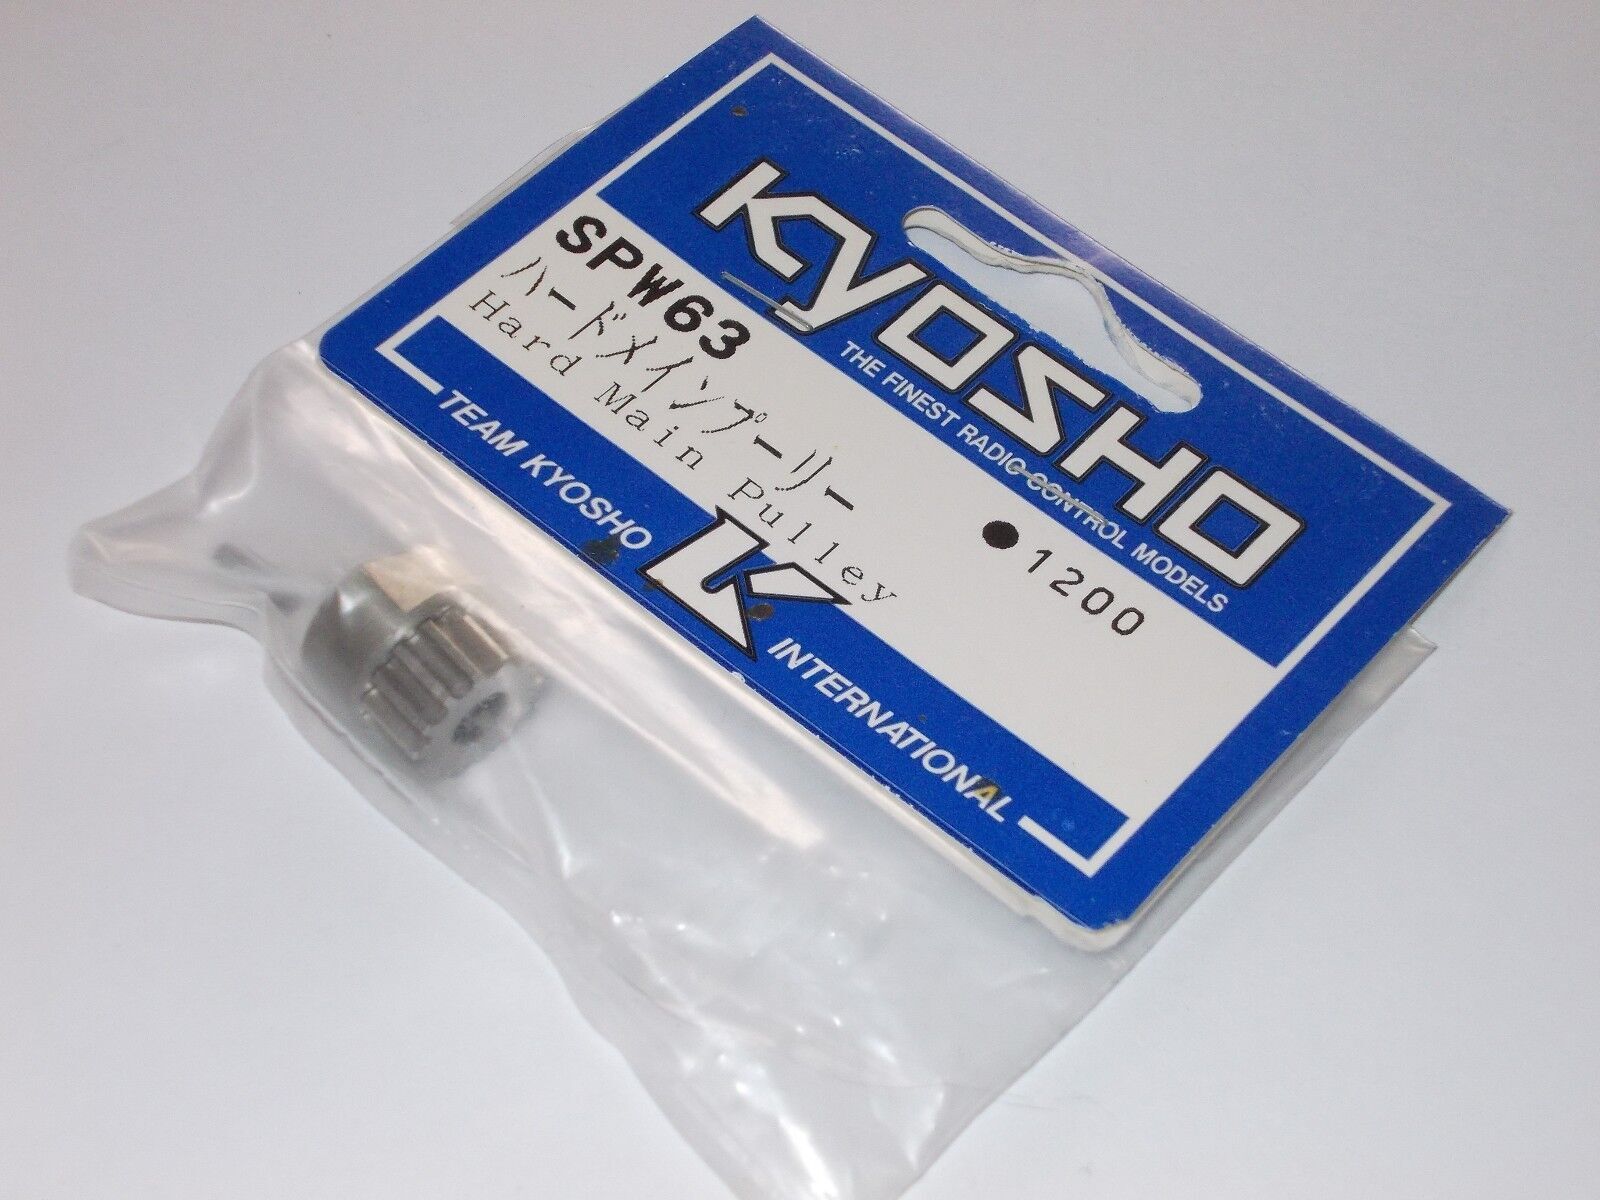 KYOSHO
THE FINEST RADIO CONTROL MODELS
SPW63
ハードメインプーリー
Hard Main Pulley
●1200
TEAM KYOSHO K INTERNATIONAL